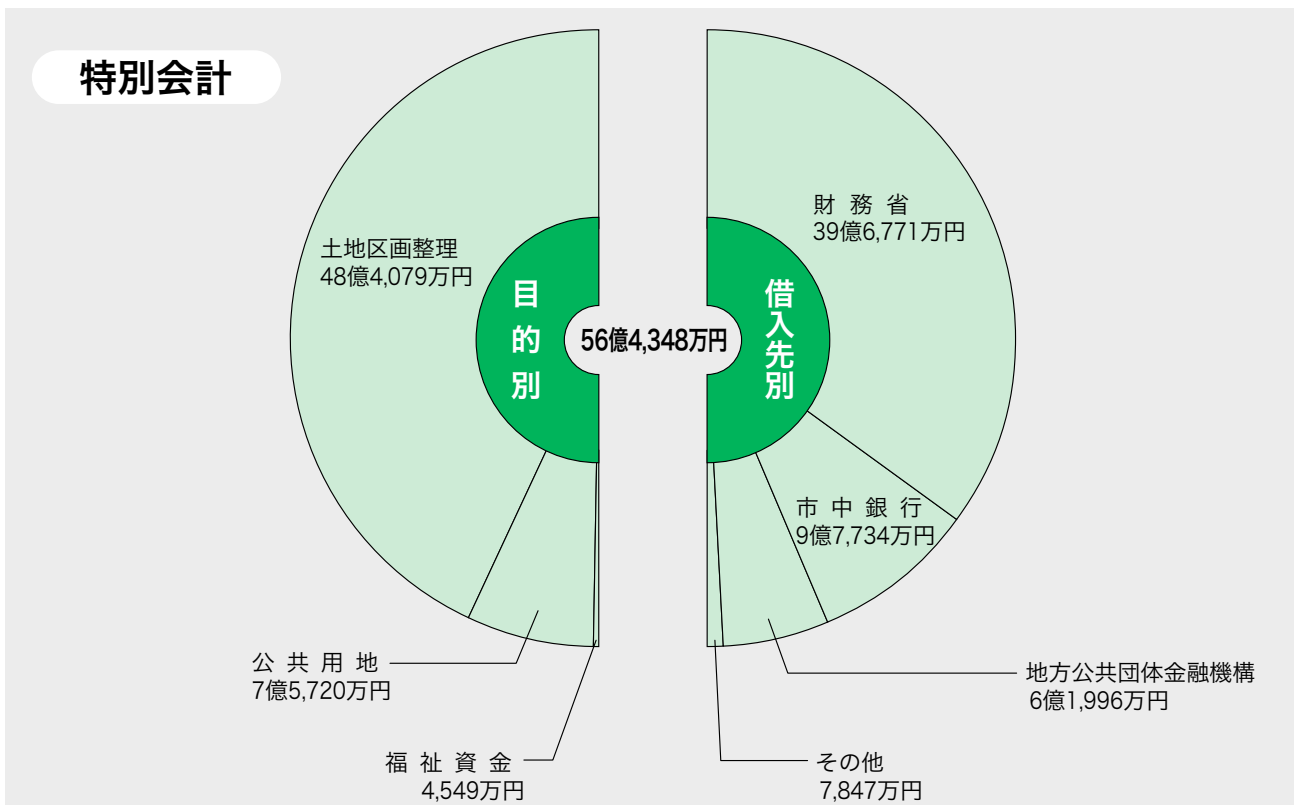 特別会計
土地区画整理
48億4,079万円
目的別
56億4,348万円
借入先別
財務省
39億6,771万円
市中銀行
9億7,734万円
公共用地
7億5,720万円
地方公共団体金融機構
6億1,996万円
福祉資金
4,549万円
その他
7,847万円